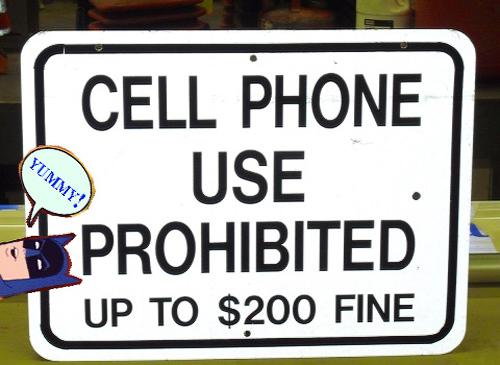 CELL PHONE
USE
YUMMY!
PROHIBITED
UP TO $200 FINE